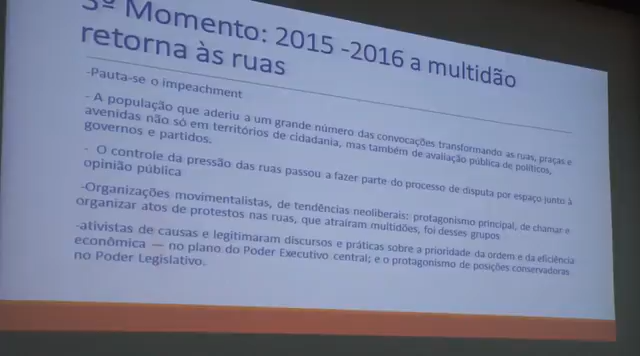 3º Momento: 2015 -2016 a multidão
retorna às ruas
-Pauta-se o impeachment
- A população que aderiu a um grande número das convocações transformando as ruas, praças e
avenidas não só em territórios de cidadania, mas também de avaliação pública de políticos,
governos e partidos.
- O controle da pressão das ruas passou a fazer parte do processo de disputa por espaço junto à
opinião pública
-Organizações movimentalistas, de tendências neoliberais: protagonismo principal, de chamar e
organizar atos de protestos nas ruas, que atraíram multidões, foi desses grupos
-ativistas de causas e legitimaram discursos e práticas sobre a prioridade da ordem e da eficiência
econômica — no plano do Poder Executivo central; e o protagonismo de posições conservadoras
no Poder Legislativo.